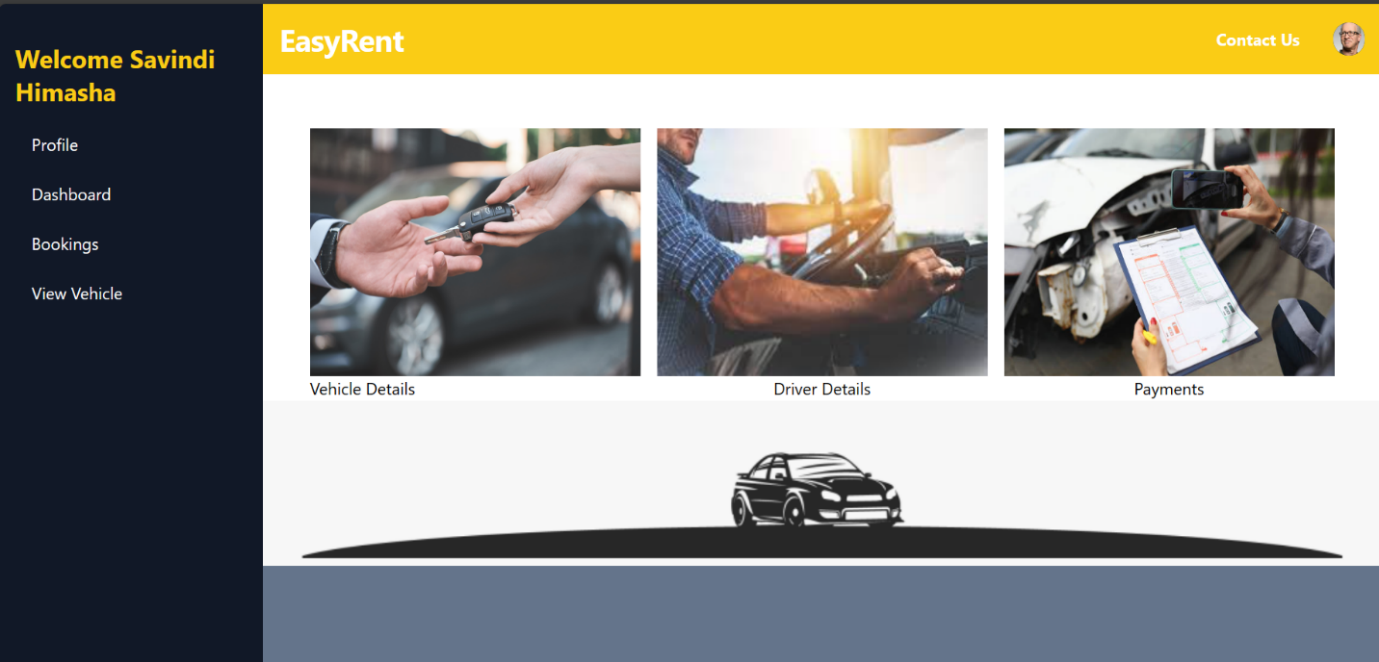 Welcome Savindi
Himasha
Profile
Dashboard
Bookings
View Vehicle
EasyRent
Contact Us
Vehicle Details
Driver Details
Payments